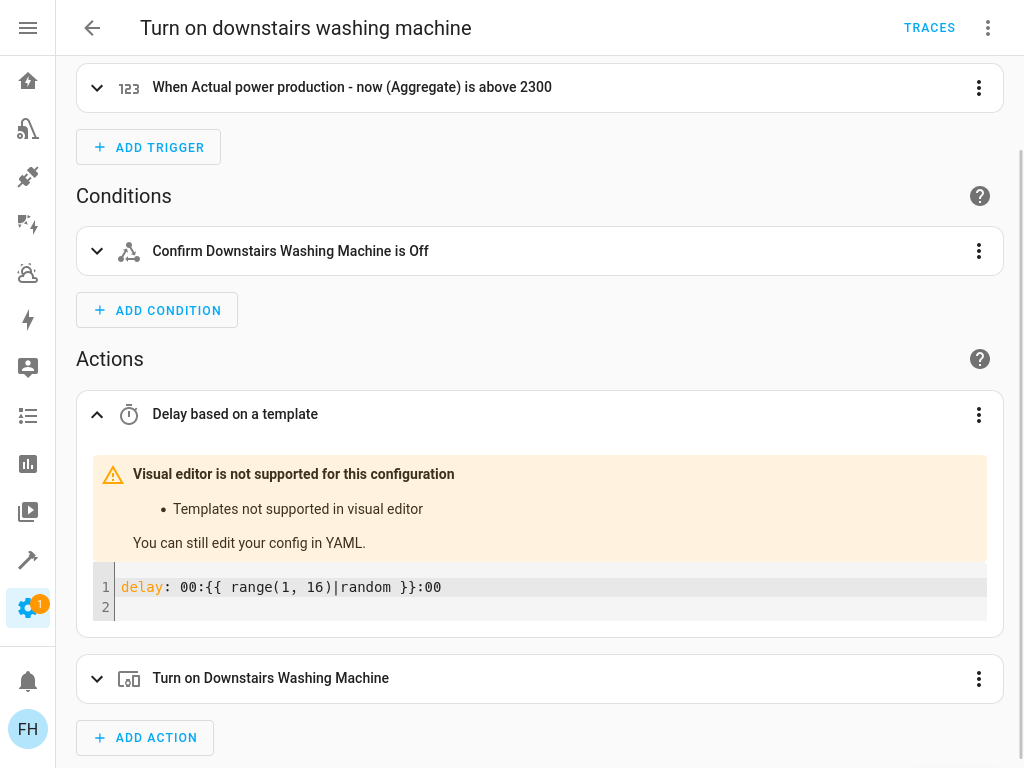 Turn on downstairs washing machine
TRACES
123 When Actual power production - now (Aggregate) is above 2300
+ ADD TRIGGER
Conditions
?
Confirm Downstairs Washing Machine is Off
+ ADD CONDITION
Actions
?
Delay based on a template
Visual editor is not supported for this configuration
• Templates not supported in visual editor
You can still edit your config in YAML.
1 delay: 00:{{ range(1, 16)|random }}:00
2
1
Turn on Downstairs Washing Machine
FH
+ ADD ACTION